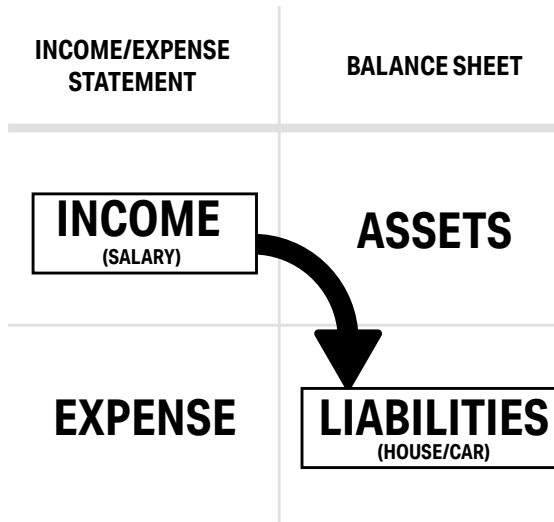 INCOME/EXPENSE
STATEMENT
BALANCE SHEET
INCOME
(SALARY)
ASSETS
EXPENSE
LIABILITIES
(HOUSE/CAR)